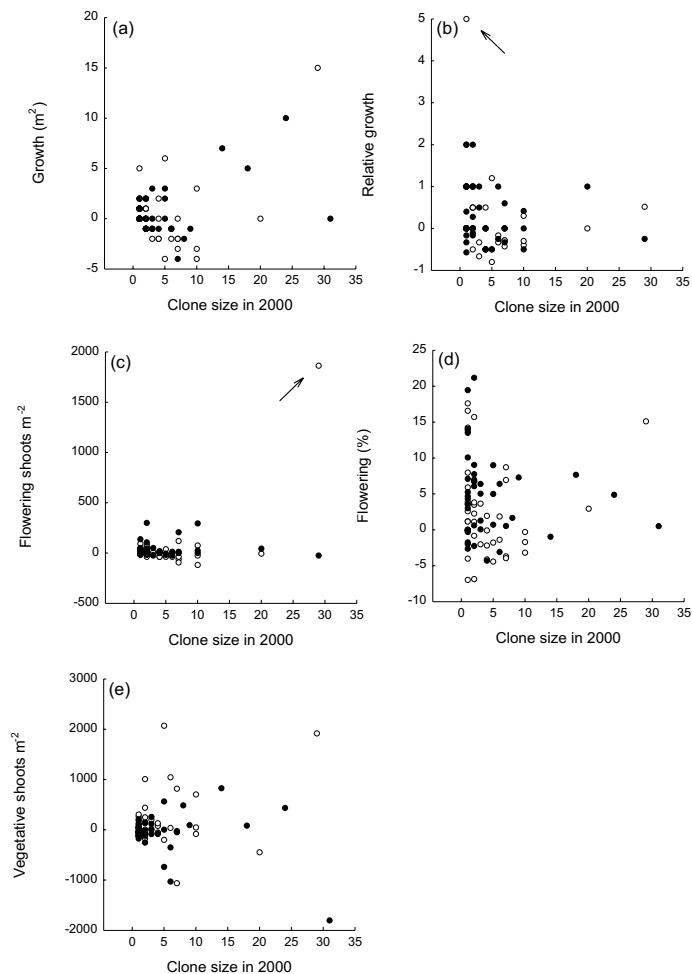 (a)
Growth (m²)
20
15
10
5
0
-5
0 5 10 15 20 25 30 35
Clone size in 2000
(b)
Relative growth
5
4
3
2
1
0
-1
0 5 10 15 20 25 30 35
Clone size in 2000
(c)
Flowering shoots m⁻²
2000
1500
1000
500
0
-500
0 5 10 15 20 25 30 35
Clone size in 2000
(d)
Flowering (%)
25
20
15
10
5
0
-5
-10
0 5 10 15 20 25 30 35
Clone size in 2000
(e)
Vegetative shoots m⁻²
3000
2000
1000
0
-1000
-2000
0 5 10 15 20 25 30 35
Clone size in 2000